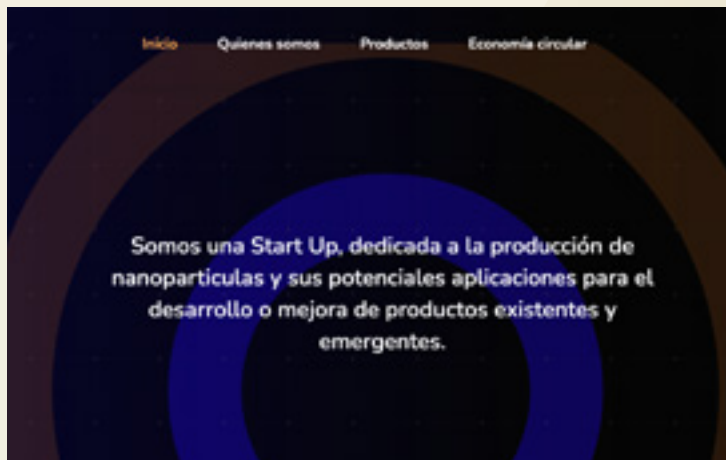 Inicio Quienes somos Productos Economía circular
Somos una Start Up, dedicada a la producción de
nanoparticulas y sus potenciales aplicaciones para el
desarrollo o mejora de productos existentes y
emergentes.